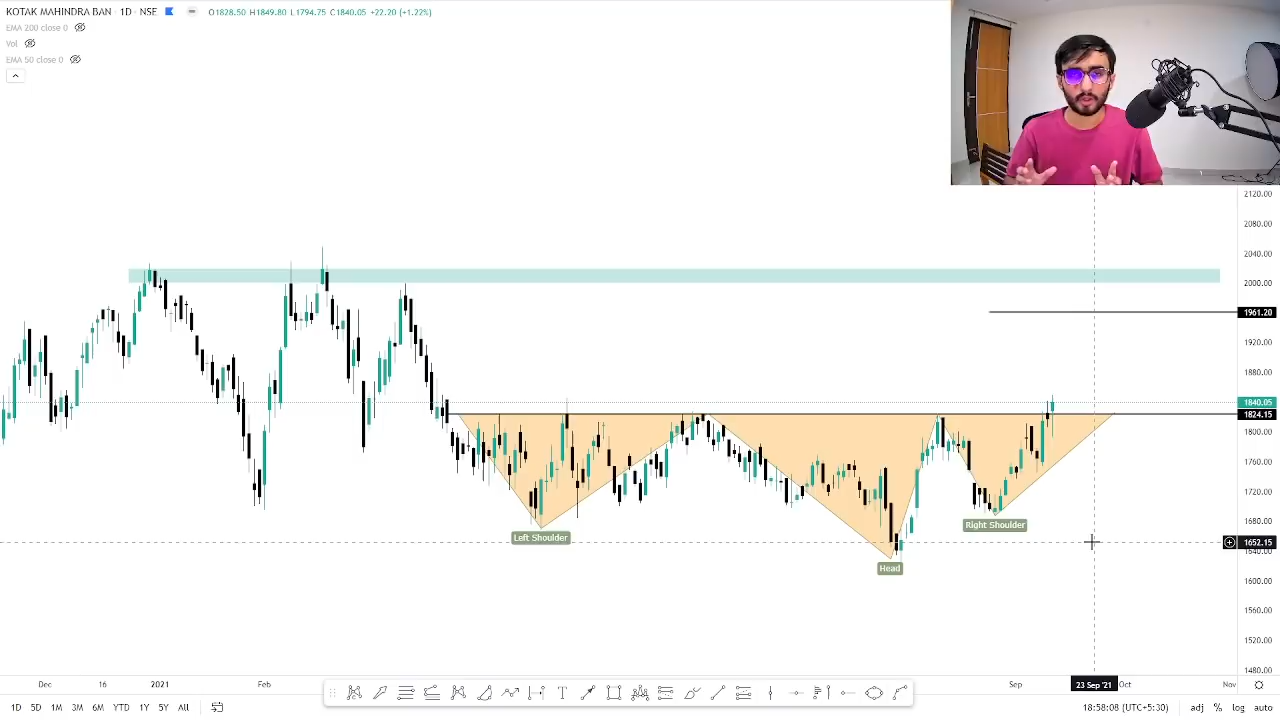 KOTAK MAHINDRA BAN · 1D · NSE O1828.50 H1849.80 L1794.75 C1840.05 +22.20 (+1.22%)
EMA 200 close 0
Vol
EMA 50 close 0
2120.00
2080.00
2040.00
2000.00
1961.20
1920.00
1880.00
1840.05
1824.15
1800.00
1760.00
1720.00
1680.00
1652.15
1640.00
1600.00
1560.00
1520.00
1480.00
Left Shoulder
Right Shoulder
Head
Dec 16 2021 Feb Sep 23 Sep '21 Oct Nov
1D 5D 1M 3M 6M YTD 1Y 5Y All 18:58:08 (UTC+5:30) adj % log auto